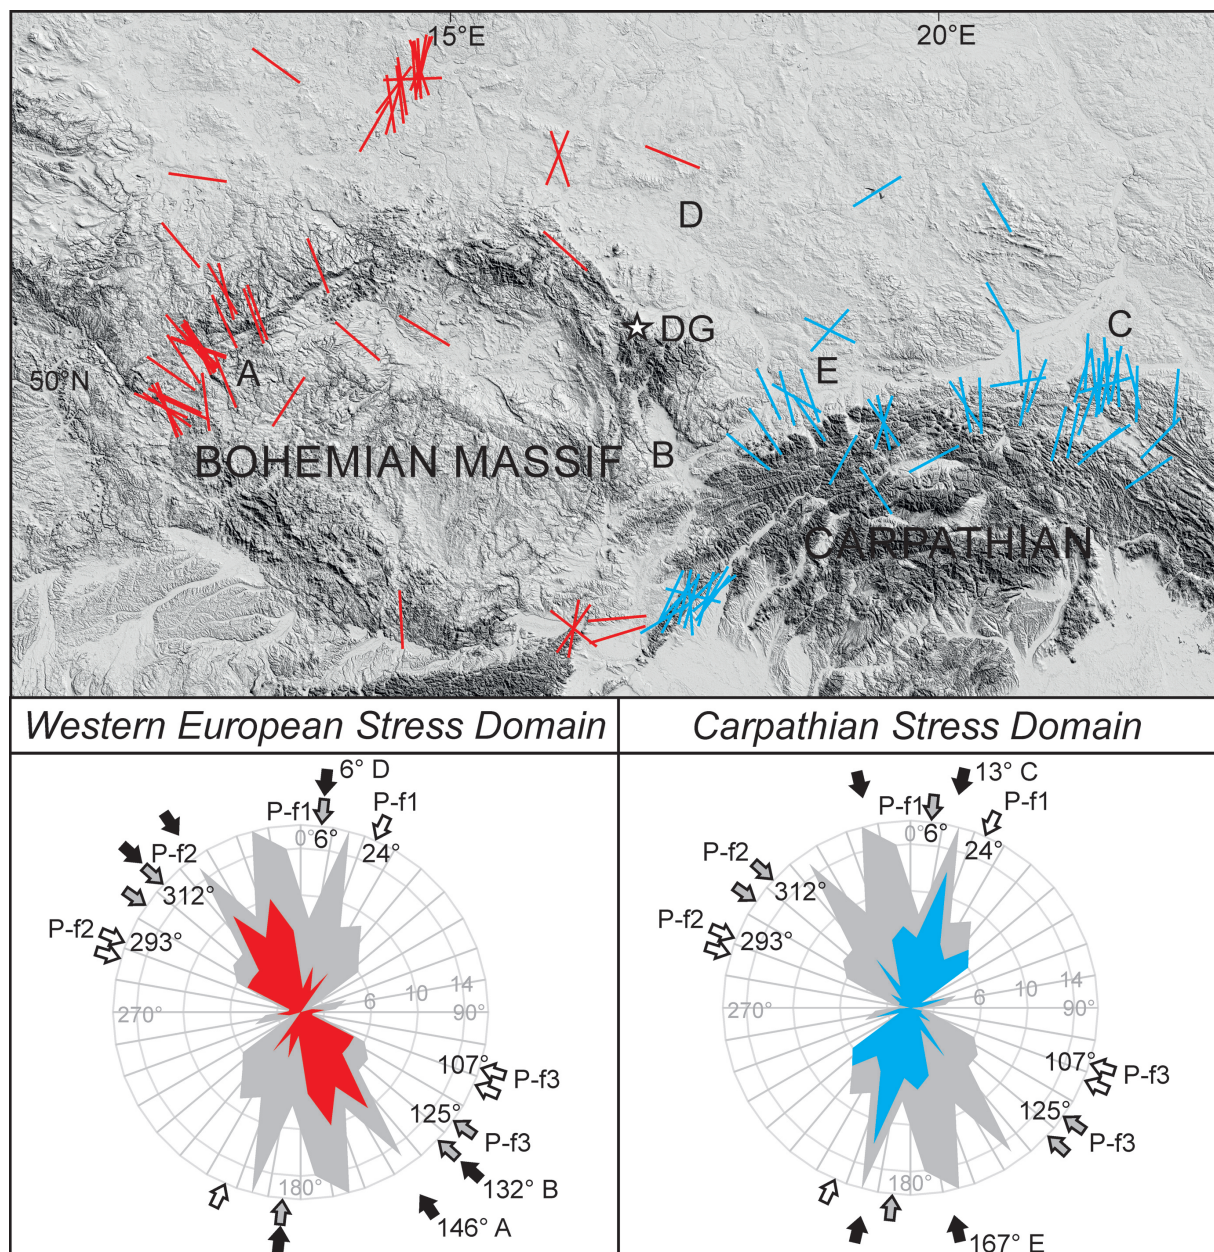 15°E 20°E
D
DG
C
50°N A E
BOHEMIAN MASSIF B
CARPATHIAN
Western European Stress Domain Carpathian Stress Domain
6° D 13° C
P-f1 P-f1 P-f1 P-f1
0° 6° 24° 0° 6° 24°
P-f2 P-f2
312° 312°
P-f2 293° P-f2 293°
6 10 14 6 10 14
270° 90° 270° 90°
107° P-f3 107° P-f3
125° P-f3 125° P-f3
180° 132° B 180°
146° A 167° E